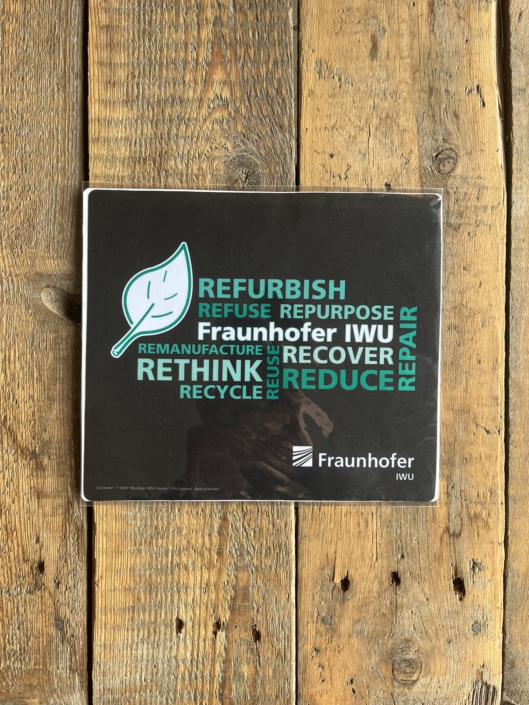 REFURBISH
REFUSE REPURPOSE
Fraunhofer IWU
REMANUFACTURE
RETHINK
RECYCLE
REUSE
RECOVER
REDUCE
REPAIR
Fraunhofer
IWU